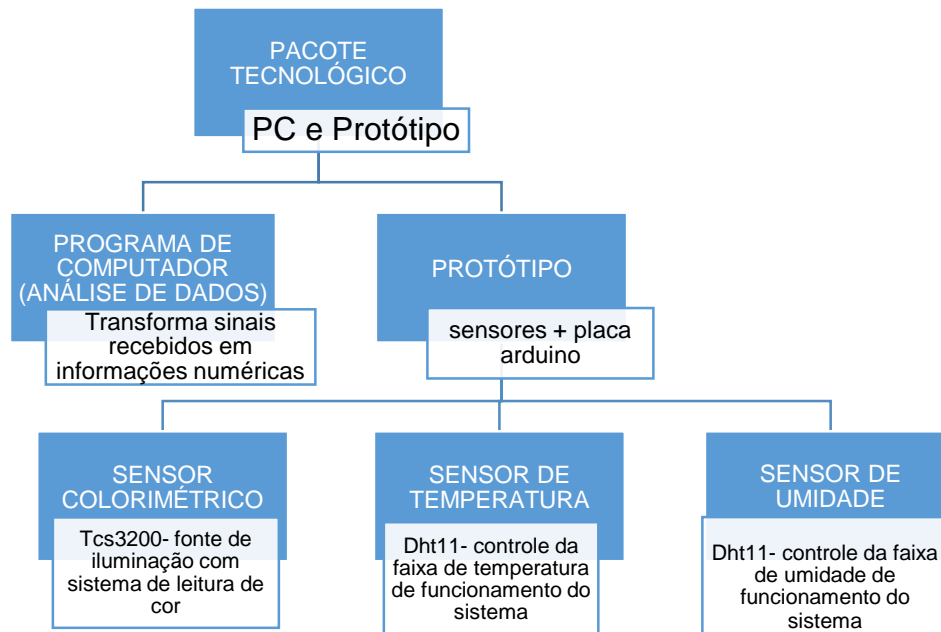 PACOTE
TECNOLÓGICO
PC e Protótipo
PROGRAMA DE
COMPUTADOR
(ANÁLISE DE DADOS)
Transforma sinais
recebidos em
informações numéricas
PROTÓTIPO
sensores + placa
arduino
SENSOR
COLORIMÉTRICO
Tcs3200- fonte de
iluminação com
sistema de leitura de
cor
SENSOR DE
TEMPERATURA
Dht11- controle da
faixa de temperatura
de funcionamento do
sistema
SENSOR DE
UMIDADE
Dht11- controle da faixa
de umidade de
funcionamento do
sistema